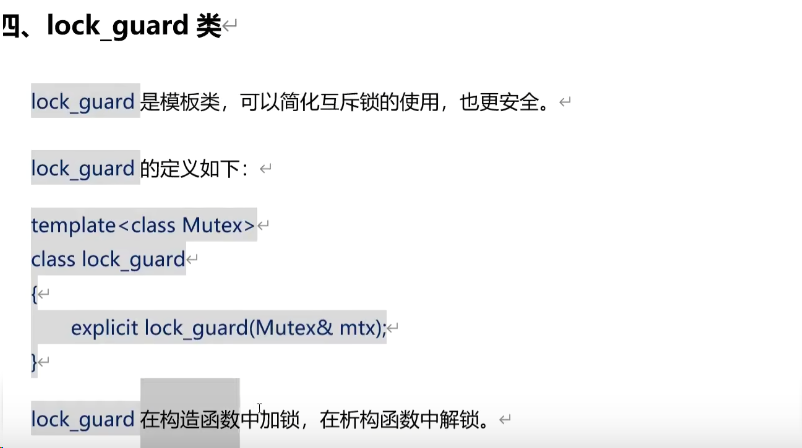 四、lock_guard 类
lock_guard 是模板类，可以简化互斥锁的使用，也更安全。
lock_guard 的定义如下：
template<class Mutex>
class lock_guard
{
explicit lock_guard(Mutex& mtx);
}
lock_guard 在构造函数中加锁，在析构函数中解锁。